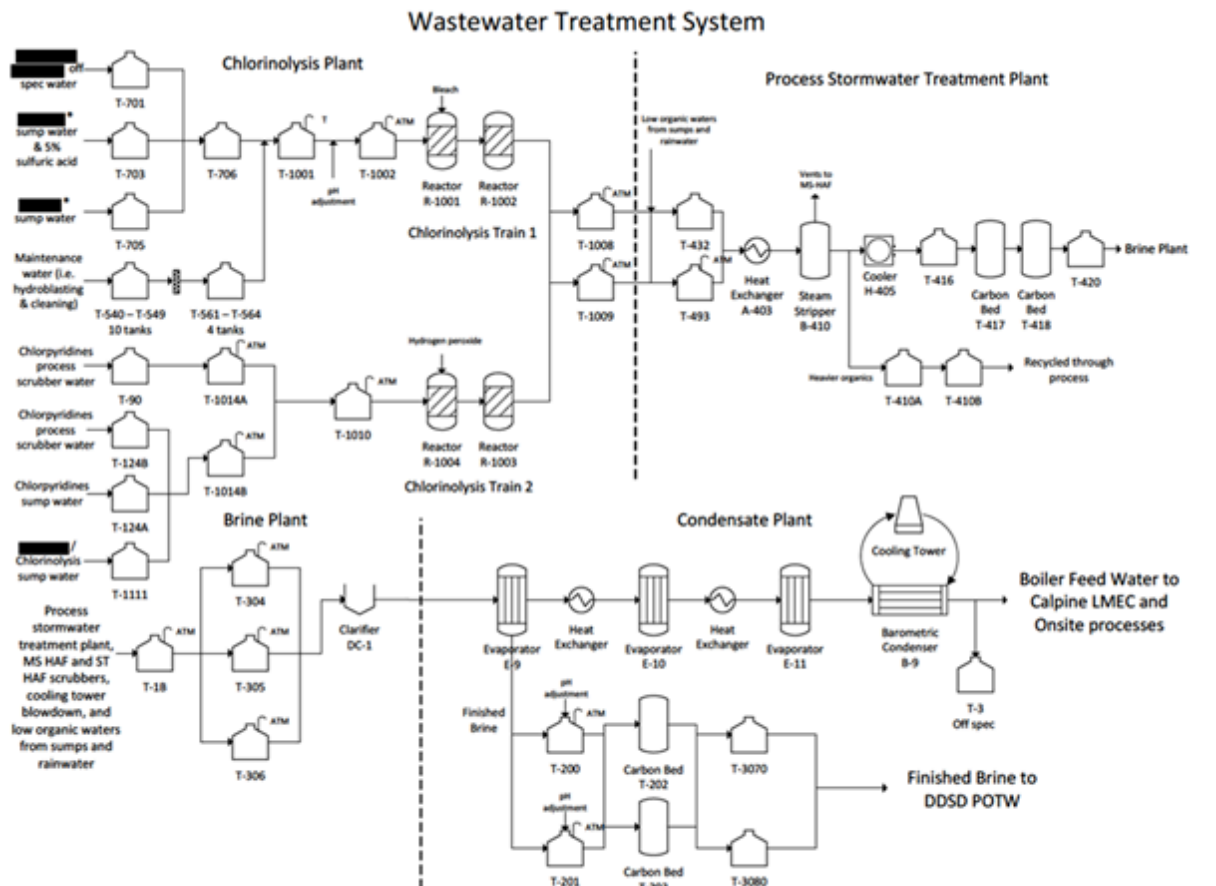 Wastewater Treatment System
Chlorinolysis Plant
Process Stormwater Treatment Plant
off
spec water
T-701
*
sump water
& 5%
sulfuric acid
T-703
T-706
T
T-1001
pH
adjustment
ATM
T-1002
Bleach
Reactor
R-1001
Reactor
R-1002
Chlorinolysis Train 1
*
sump water
T-705
Maintenance
water (i.e.
hydroblasting
& cleaning)
T-540 – T-549
10 tanks
T-561 – T-564
4 tanks
ATM
T-1008
ATM
T-1009
Low organic waters
from sumps and
rainwater
T-432
ATM
T-493
Heat
Exchanger
A-403
Vents to
MS-HAF
Steam
Stripper
B-410
Cooler
H-405
T-416
Carbon
Bed
T-417
Carbon
Bed
T-418
T-420
Brine Plant
Heavier organics
T-410A
T-410B
Recycled through
process
Chlorpyridines
process
scrubber water
T-90
ATM
T-1014A
Chlorpyridines
process
scrubber water
T-124B
ATM
T-1014B
Chlorpyridines
sump water
T-124A
/
Chlorinolysis
sump water
T-1111
ATM
T-1010
Hydrogen peroxide
Reactor
R-1004
Reactor
R-1003
Chlorinolysis Train 2
Brine Plant
Process
stormwater
treatment plant,
MS HAF and ST
HAF scrubbers,
cooling tower
blowdown, and
low organic waters
from sumps and
rainwater
ATM
T-18
ATM
T-304
ATM
T-305
ATM
T-306
Clarifier
DC-1
Condensate Plant
Evaporator
E-9
Heat
Exchanger
Evaporator
E-10
Heat
Exchanger
Evaporator
E-11
Cooling Tower
Barometric
Condenser
B-9
Boiler Feed Water to
Calpine LMEC and
Onsite processes
T-3
Off spec
Finished
Brine
pH
adjustment
ATM
T-200
Carbon Bed
T-202
T-3070
pH
adjustment
ATM
T-201
Carbon Bed
T-3080
Finished Brine to
DDSD POTW